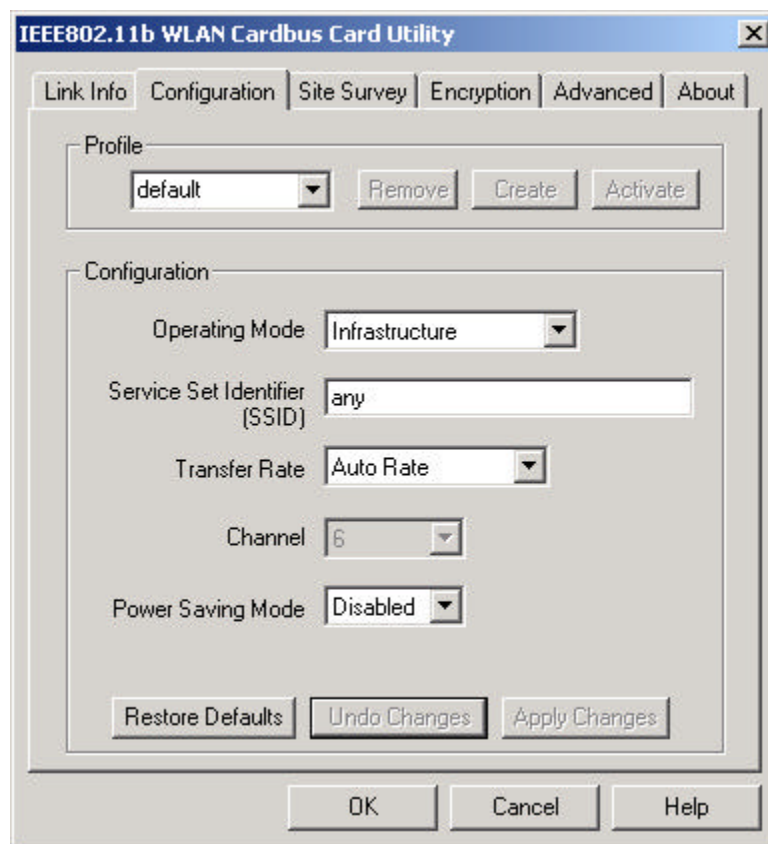 IEEE802.11b WLAN Cardbus Card Utility
Link Info Configuration Site Survey Encryption Advanced About
Profile
default Remove Create Activate
Configuration
Operating Mode Infrastructure
Service Set Identifier
(SSID) any
Transfer Rate Auto Rate
Channel 6
Power Saving Mode Disabled
Restore Defaults Undo Changes Apply Changes
OK Cancel Help